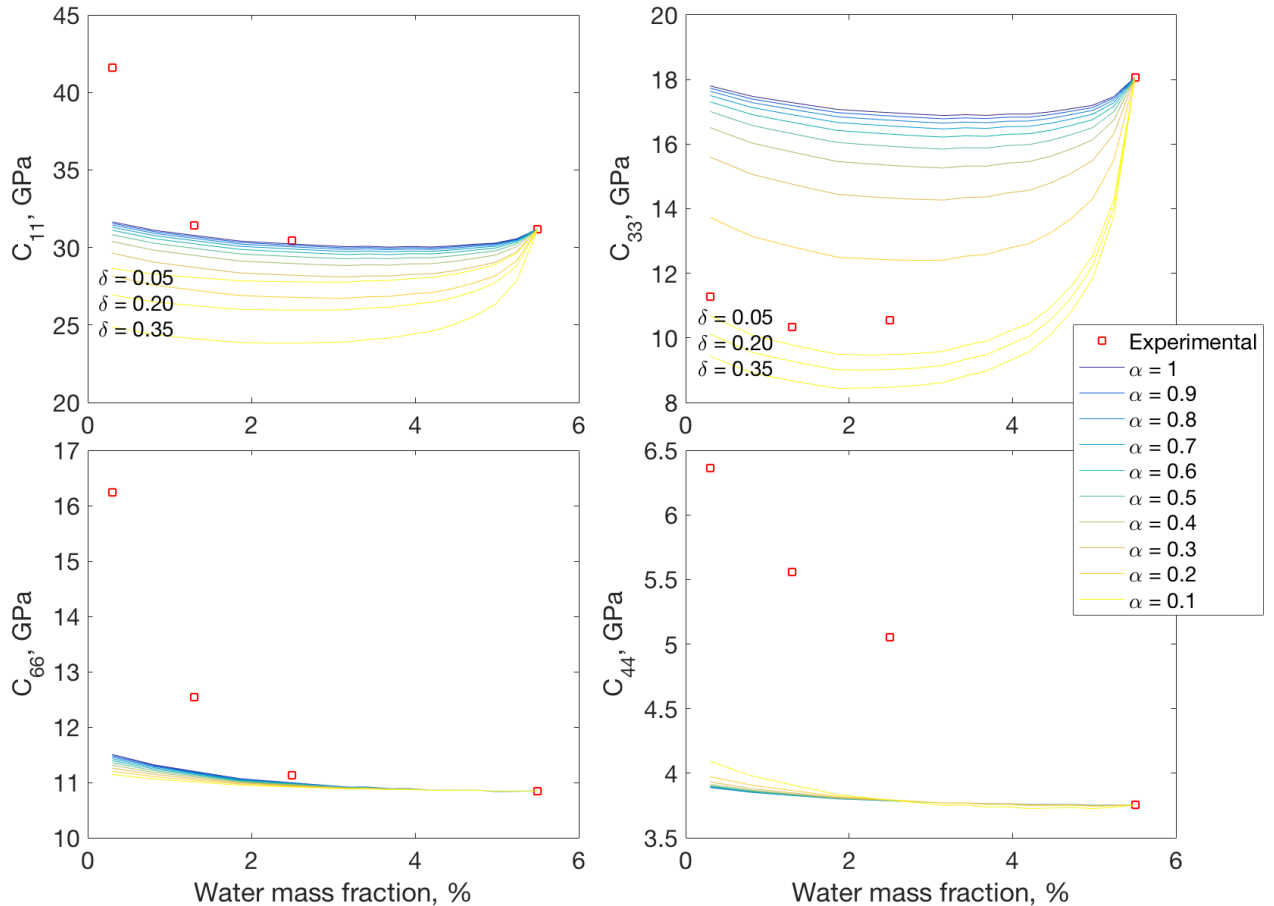 45
40
35
30
25
20
C11, GPa
δ = 0.05
δ = 0.20
δ = 0.35
0
2
4
6
20
18
16
14
12
10
8
C33, GPa
δ = 0.05
δ = 0.20
δ = 0.35
0
2
4
6
Experimental
α = 1
α = 0.9
α = 0.8
α = 0.7
α = 0.6
α = 0.5
α = 0.4
α = 0.3
α = 0.2
α = 0.1
17
16
15
14
13
12
11
10
C66, GPa
0
2
4
6
Water mass fraction, %
6.5
6
5.5
5
4.5
4
3.5
C44, GPa
0
2
4
6
Water mass fraction, %